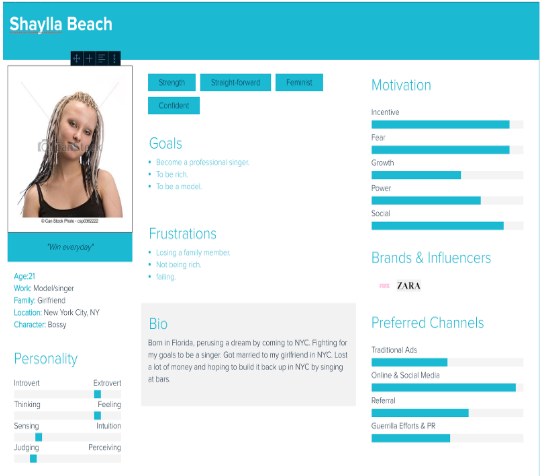 Shaylla Beach
© Can Stock Photo
"Win everyday"
Age:21
Work: Model/singer
Family: Girlfriend
Location: New York City, NY
Character: Bossy
Personality
Introvert Extrovert
Thinking Feeling
Sensing Intuition
Judging Perceiving
Strength Straight-forward Feminist
Confident
Goals
Become a professional singer.
To be rich.
To be a model.
Frustrations
Losing a family member.
Not being rich.
failing.
Bio
Born in Florida, perusing a dream by coming to NYC. Fighting for
my goals to be a singer. Got married to my girlfriend in NYC. Lost
a lot of money and hoping to build it back up in NYC by singing
at bars.
Motivation
Incentive
Fear
Growth
Power
Social
Brands & Influencers
ZARA
Preferred Channels
Traditional Ads
Online & Social Media
Referral
Guerrilla Efforts & PR